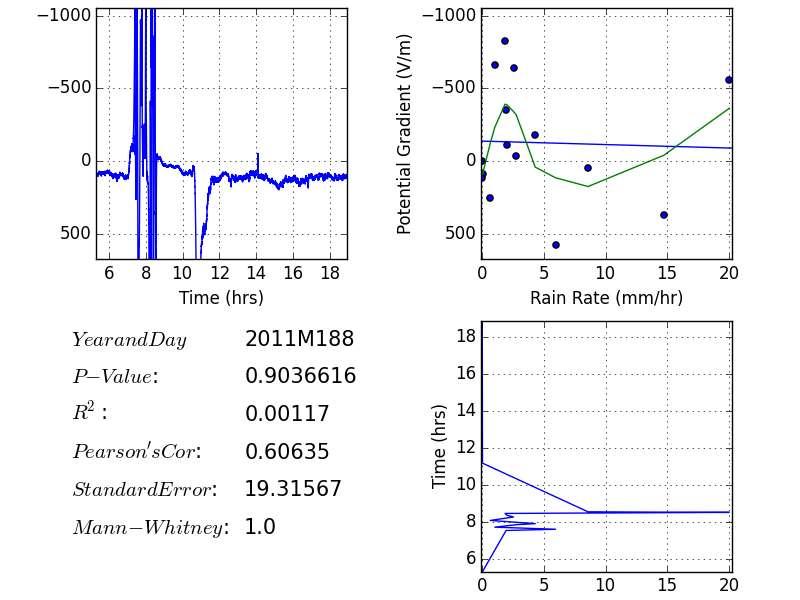 −1000
−500
0
500
6 8 10 12 14 16 18
Time (hrs)
Potential Gradient (V/m)
−1000
−500
0
500
0 5 10 15 20
Rain Rate (mm/hr)
YearandDay 2011M188
P−Value: 0.9036616
R²: 0.00117
Pearson'sCor: 0.60635
StandardError: 19.31567
Mann−Whitney: 1.0
Time (hrs)
18
16
14
12
10
8
6
0 5 10 15 20